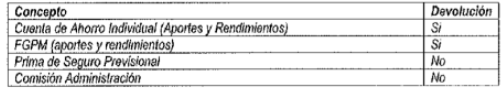 Concepto Devolución
Cuenta de Ahorro Individual (Aportes y Rendimientos) Si
FGPM (aportes y rendimientos) Si
Prima de Seguro Previsional No
Comisión Administración No